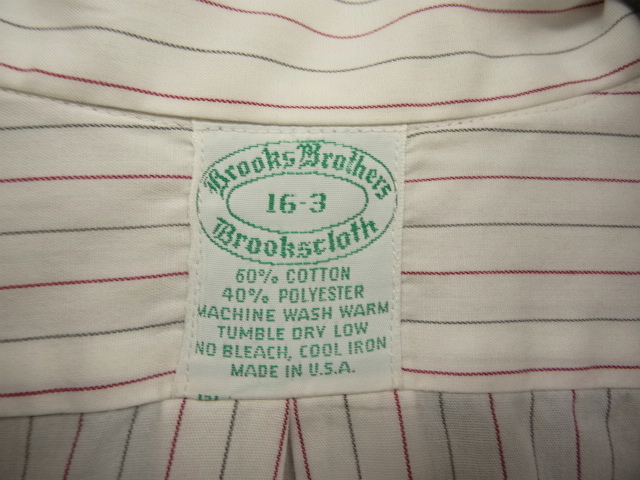 Brooks Brothers
16-3
Brookscloth
60% COTTON
40% POLYESTER
MACHINE WASH WARM
TUMBLE DRY LOW
NO BLEACH, COOL IRON
MADE IN U.S.A.